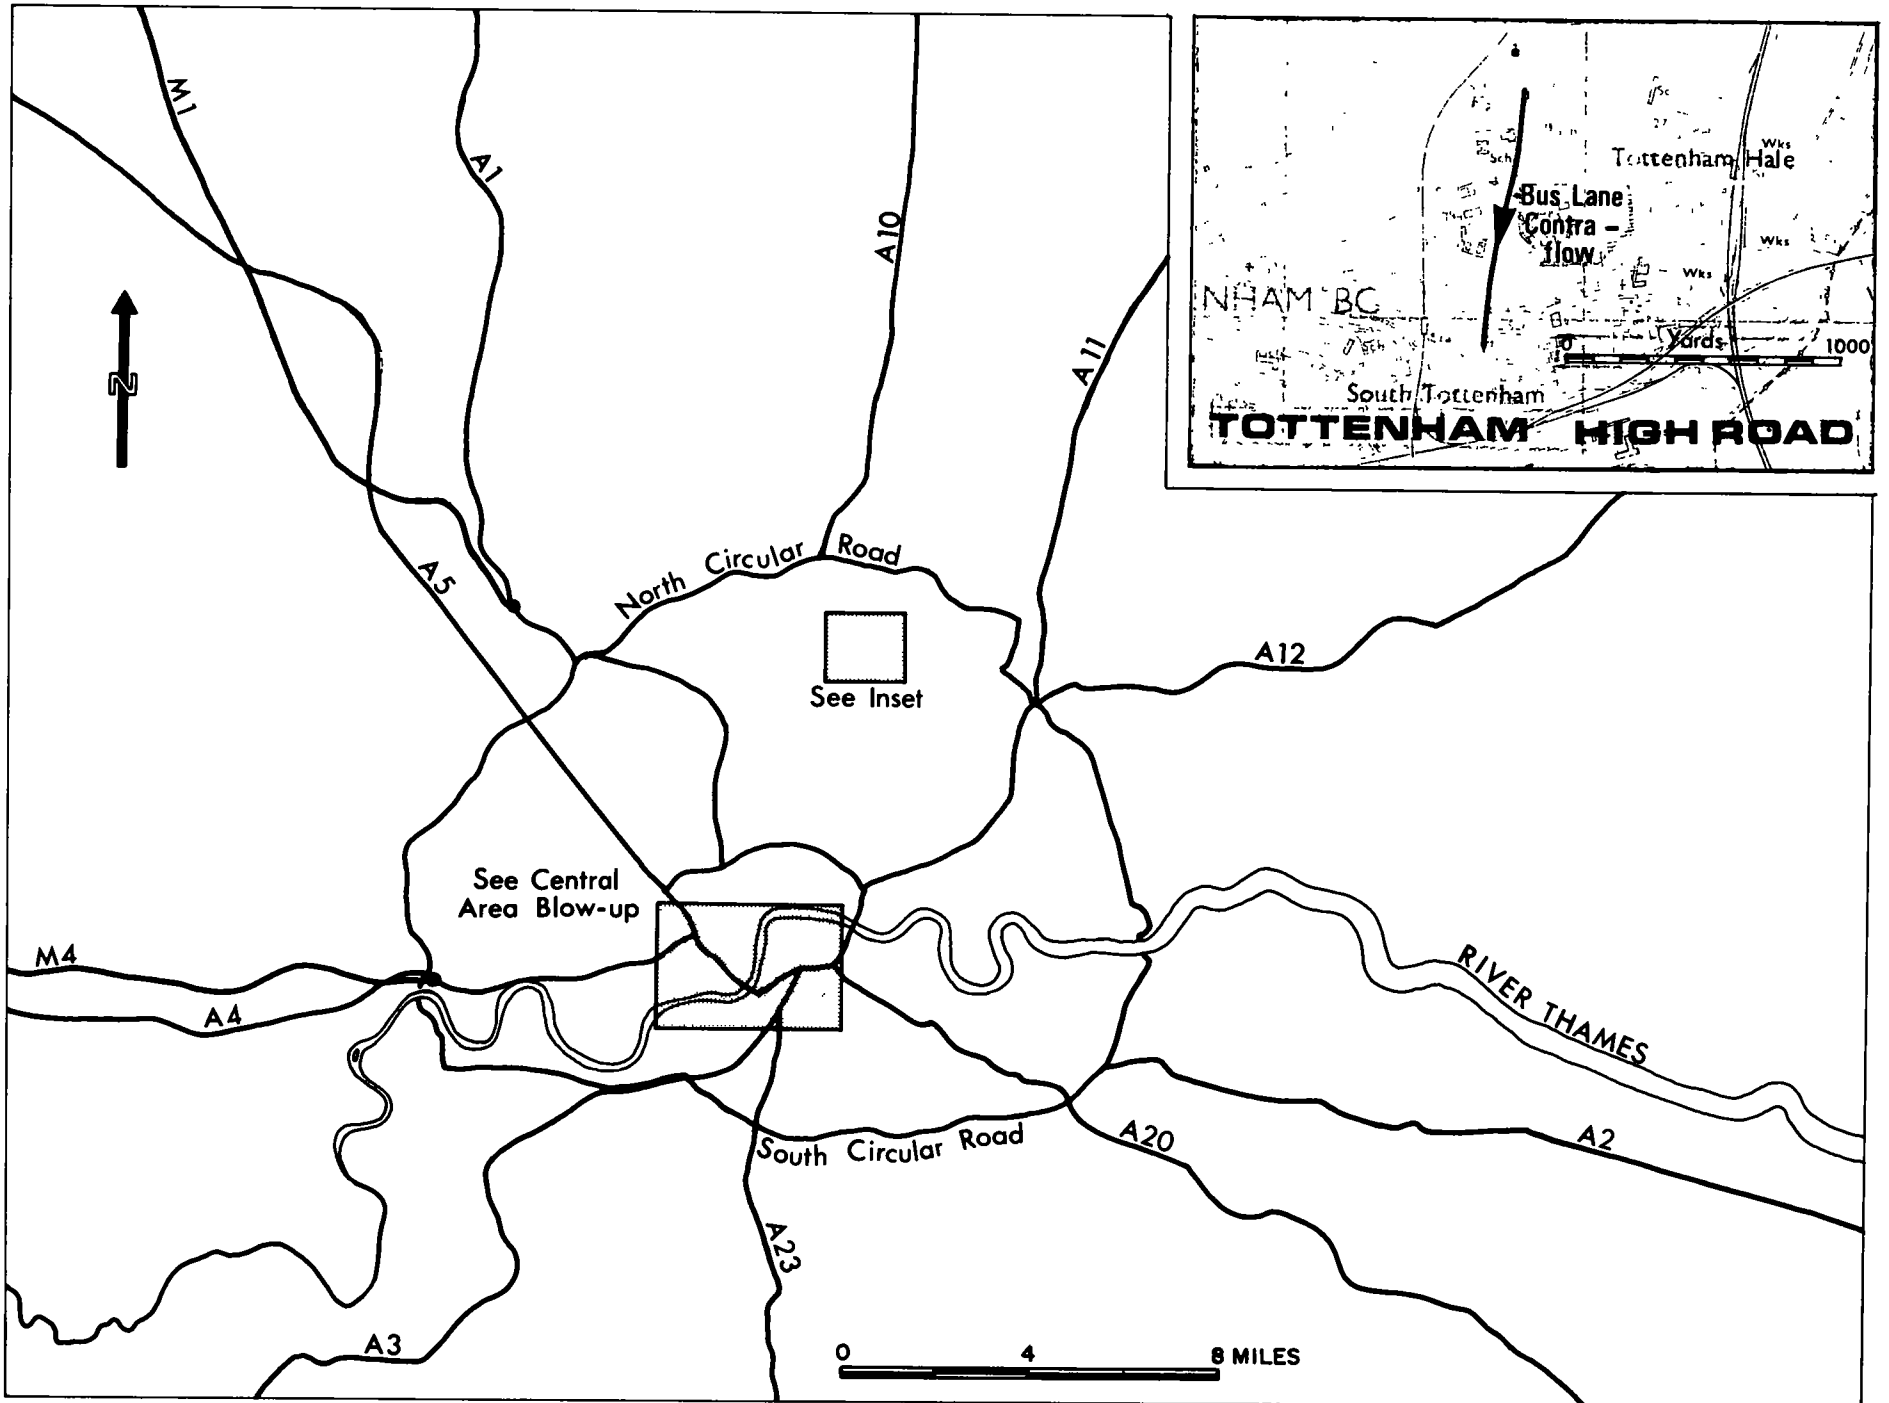 M1
A1
A10
A11
A5
North Circular Road
See Inset
A12
See Central
Area Blow-up
M4
A4
RIVER THAMES
A2
A20
South Circular Road
A23
A3
N
0 4 8 MILES
Sch
Wks
Tottenham Hale
Bus Lane
Contra -
flow
Wks
Wks
NHAM BC
Sch
0 Yards 1000
South Tottenham
TOTTENHAM HIGH ROAD